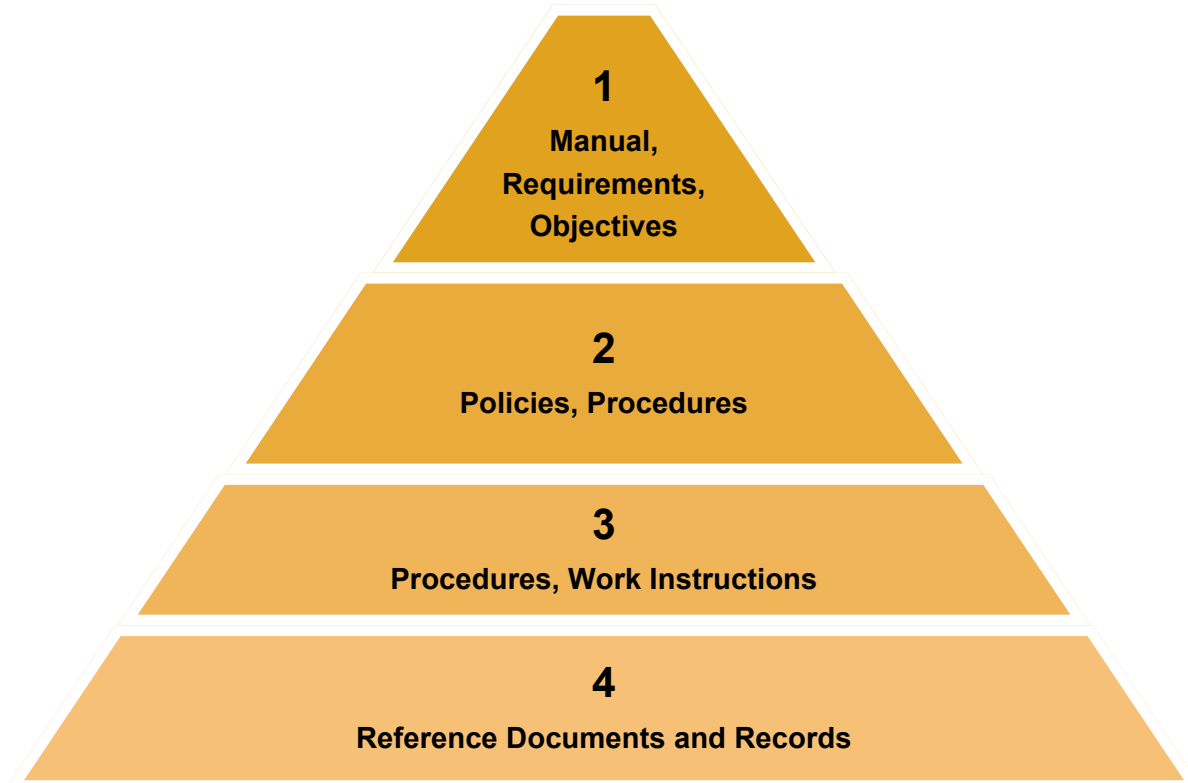 1
Manual,
Requirements,
Objectives
2
Policies, Procedures
3
Procedures, Work Instructions
4
Reference Documents and Records